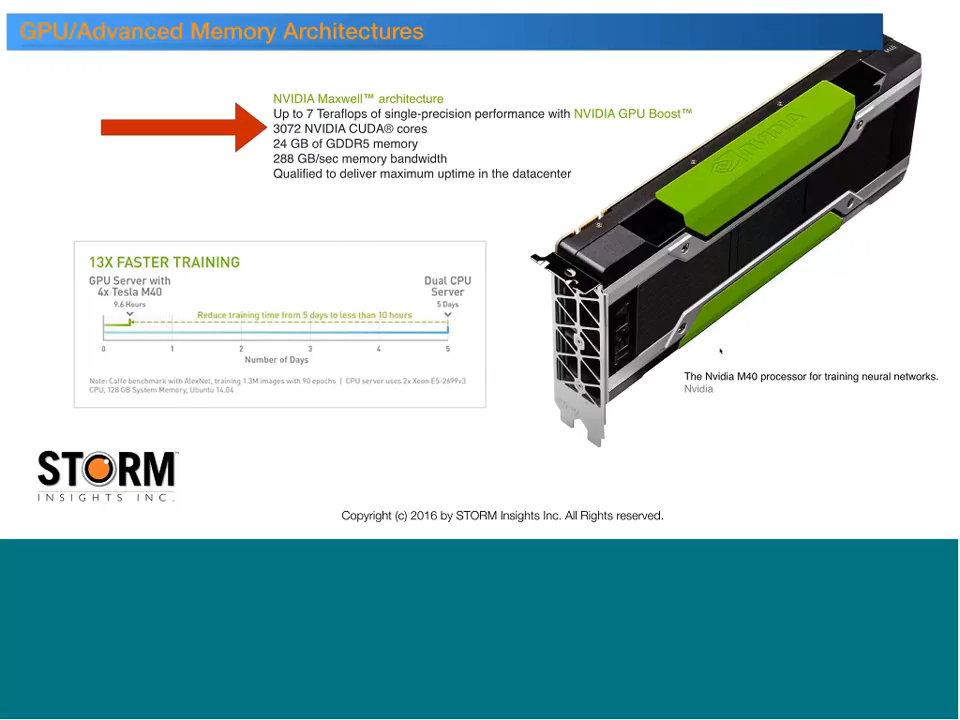 GPU/Advanced Memory Architectures
NVIDIA Maxwell™ architecture
Up to 7 Teraflops of single-precision performance with NVIDIA GPU Boost™
3072 NVIDIA CUDA® cores
24 GB of GDDR5 memory
288 GB/sec memory bandwidth
Qualified to deliver maximum uptime in the datacenter
NVIDIA
13X FASTER TRAINING
GPU Server with
4x Tesla M40
9.6 Hours
Dual CPU
Server
5 Days
Reduce training time from 5 days to less than 10 hours
0 1 2 3 4 5
Number of Days
Note: Caffe benchmark with AlexNet, training 1.3M images with 90 epochs | CPU server uses 2x Xeon E5-2699v3
CPU, 128 GB System Memory, Ubuntu 14.04
The Nvidia M40 processor for training neural networks.
Nvidia
STORM™
INSIGHTS INC.
Copyright (c) 2016 by STORM Insights Inc. All Rights reserved.